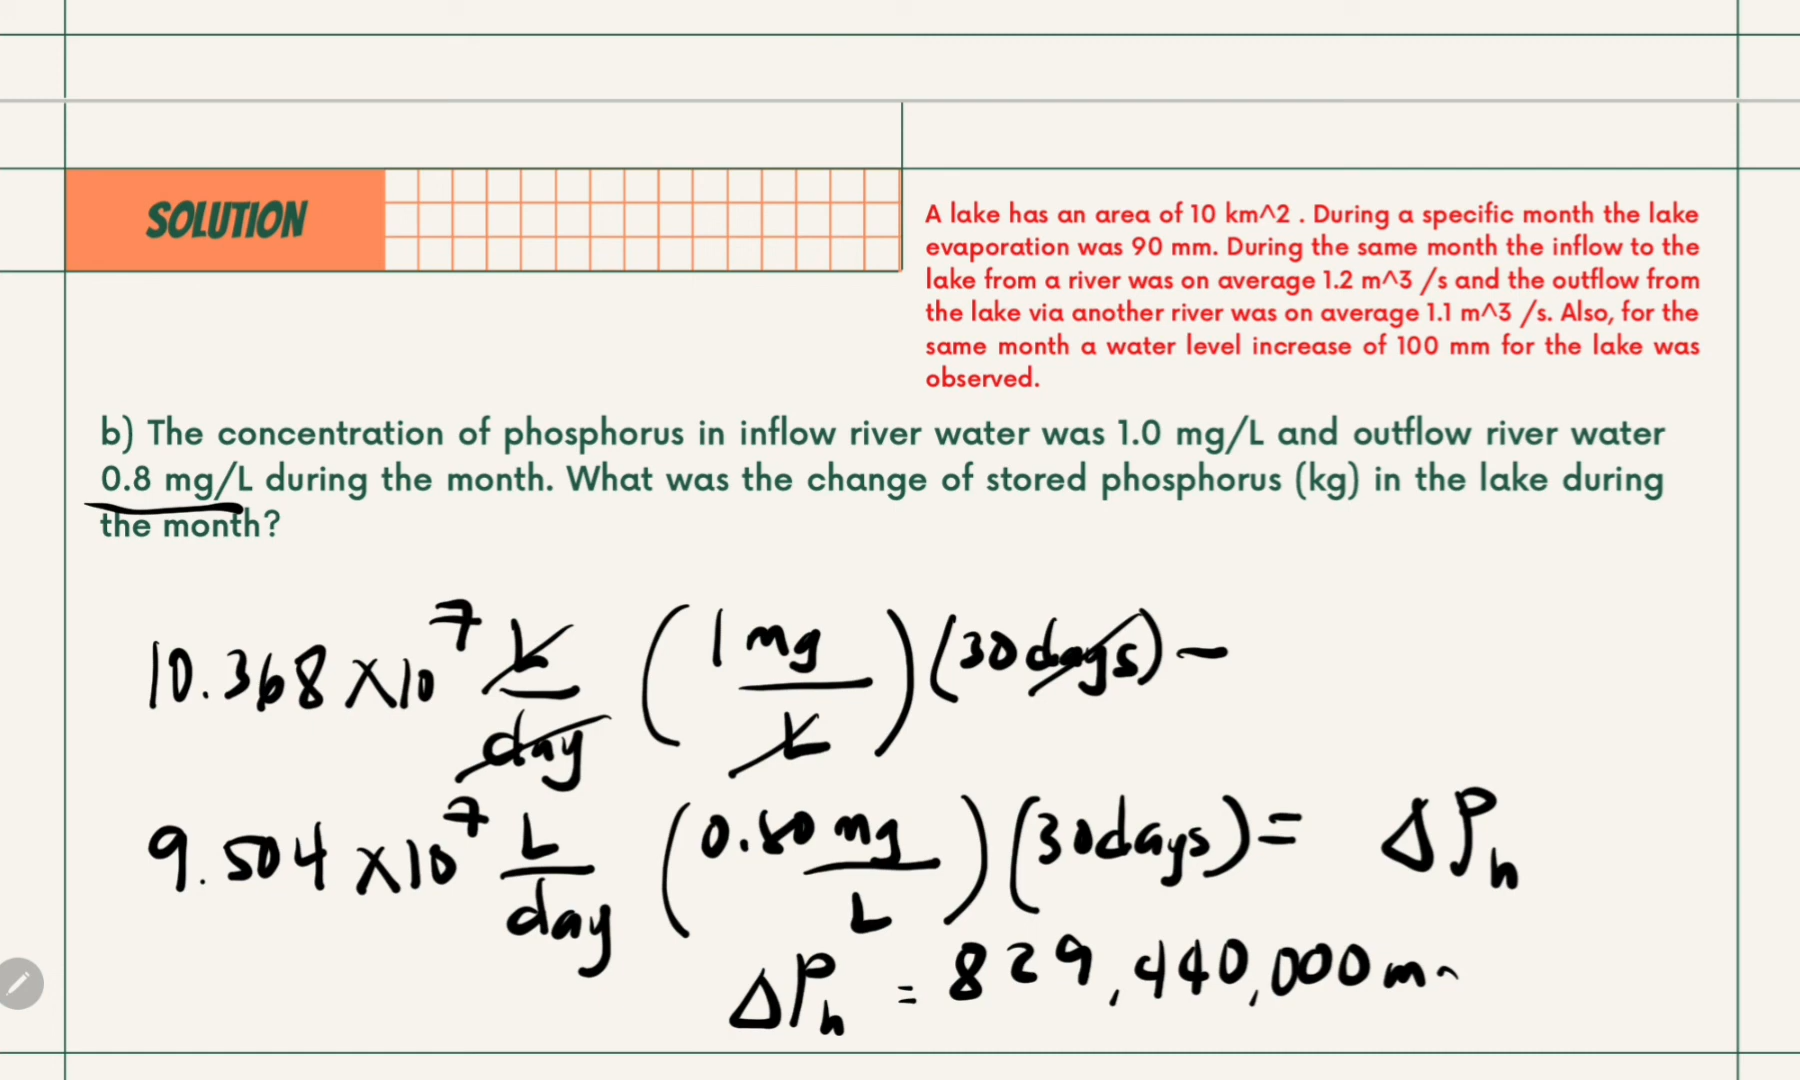 SOLUTION
A lake has an area of 10 km^2 . During a specific month the lake
evaporation was 90 mm. During the same month the inflow to the
lake from a river was on average 1.2 m^3 /s and the outflow from
the lake via another river was on average 1.1 m^3 /s. Also, for the
same month a water level increase of 100 mm for the lake was
observed.
b) The concentration of phosphorus in inflow river water was 1.0 mg/L and outflow river water
0.8 mg/L during the month. What was the change of stored phosphorus (kg) in the lake during
the month?
10.368 x10^7 L/day (1 mg/L)(30 days) -
9.504 x10^7 L/day (0.80 mg/L)(30 days) = ΔPh
ΔPh = 829,440,000 m